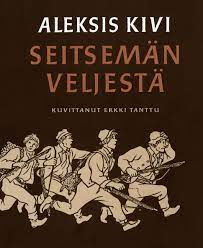 ALEKSIS KIVI
SEITSEMÄN
VELJESTÄ
KUVITTANUT ERKKI TANTTU